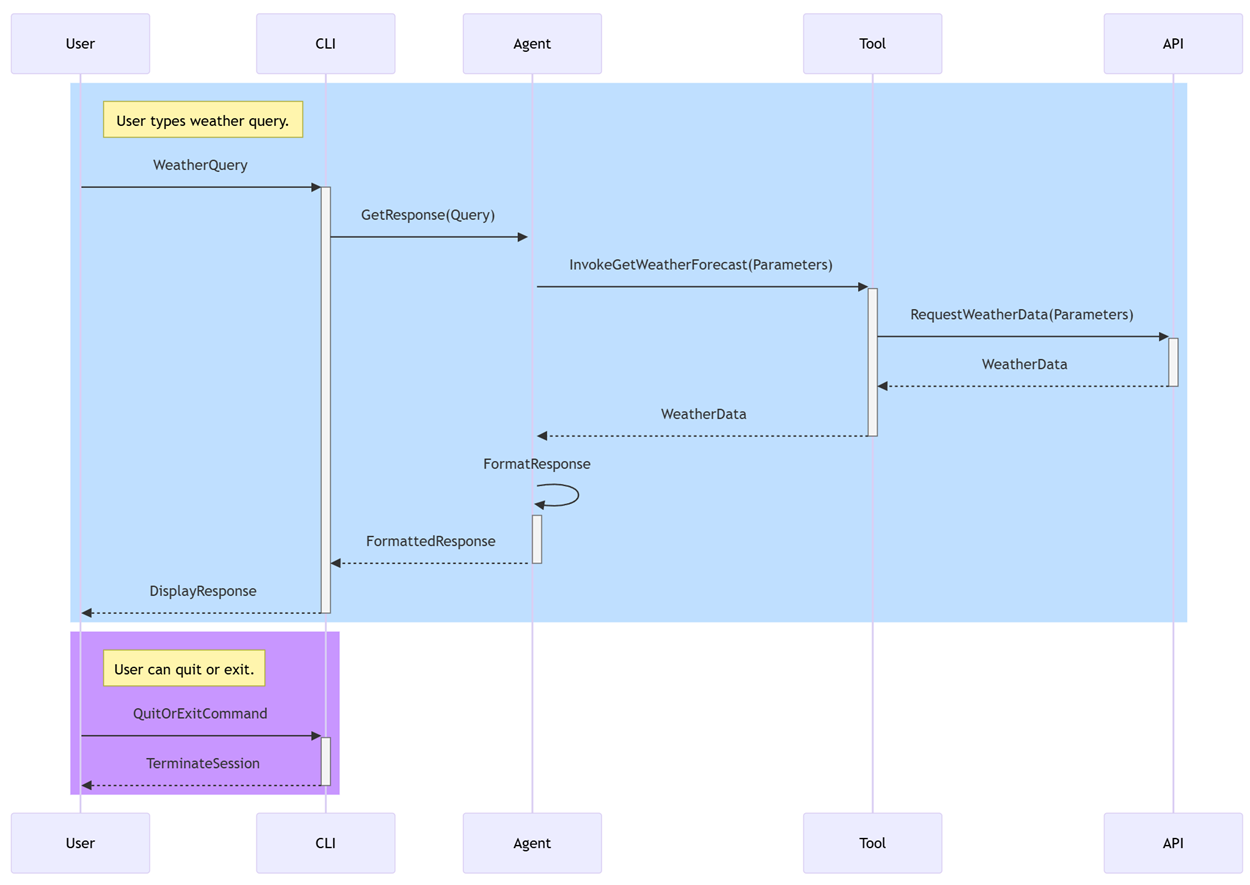 User
CLI
Agent
Tool
API
User types weather query.
WeatherQuery
GetResponse(Query)
InvokeGetWeatherForecast(Parameters)
RequestWeatherData(Parameters)
WeatherData
WeatherData
FormatResponse
FormattedResponse
DisplayResponse
User can quit or exit.
QuitOrExitCommand
TerminateSession
User
CLI
Agent
Tool
API